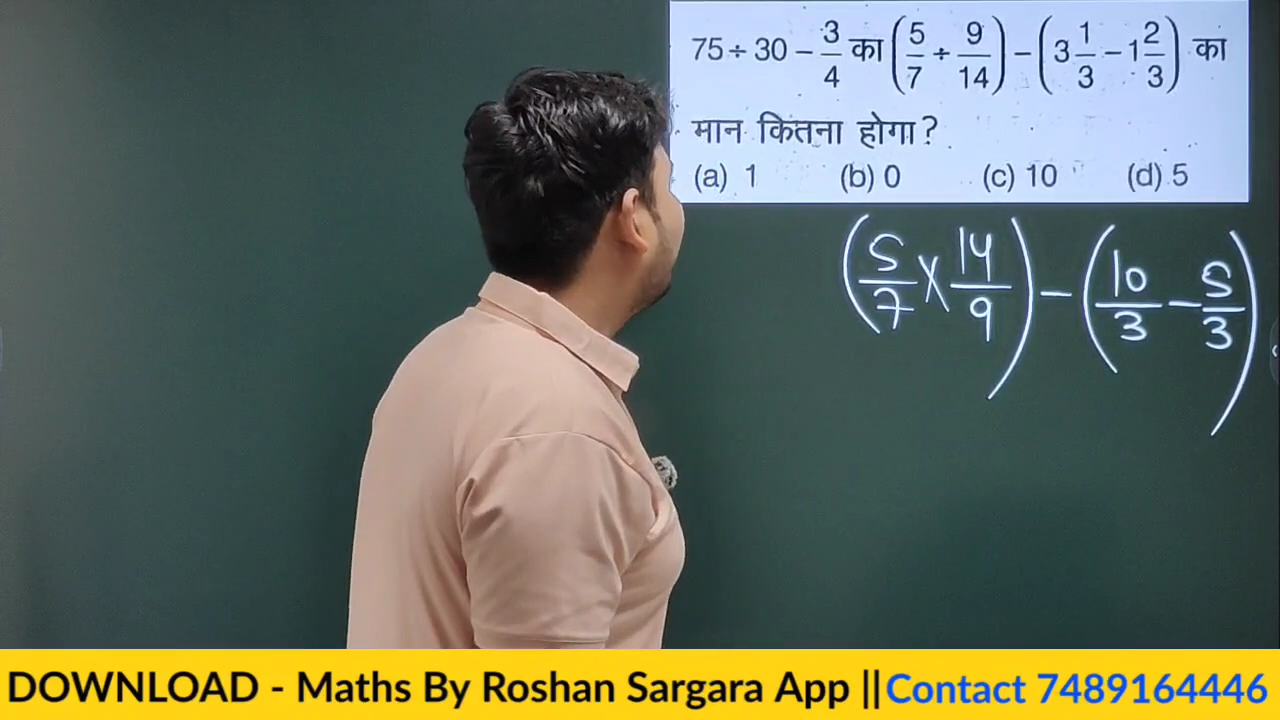 75 ÷ 30 − 3/4 का (5/7 ÷ 9/14) − (3 1/3 − 1 2/3) का
मान कितना होगा?
(a) 1 (b) 0 (c) 10 (d) 5
(5/7 × 14/9) − (10/3 − 5/3)
DOWNLOAD - Maths By Roshan Sargara App || Contact 7489164446